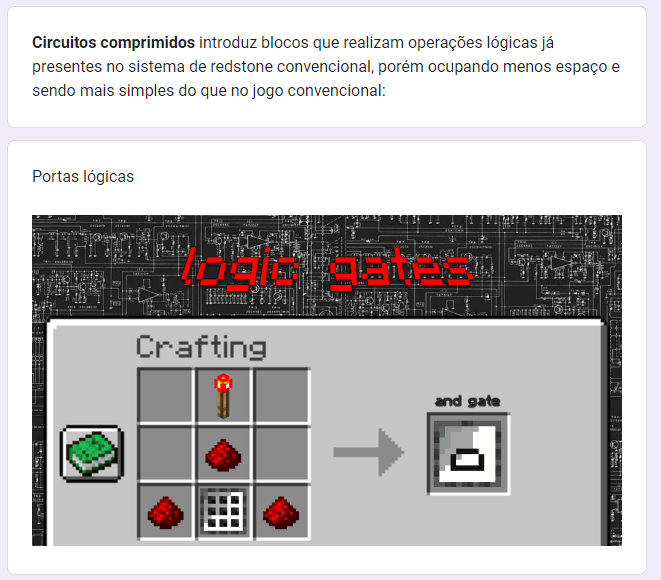 Circuitos comprimidos introduz blocos que realizam operações lógicas já
presentes no sistema de redstone convencional, porém ocupando menos espaço e
sendo mais simples do que no jogo convencional:
Portas lógicas
logic gates
Crafting
and gate